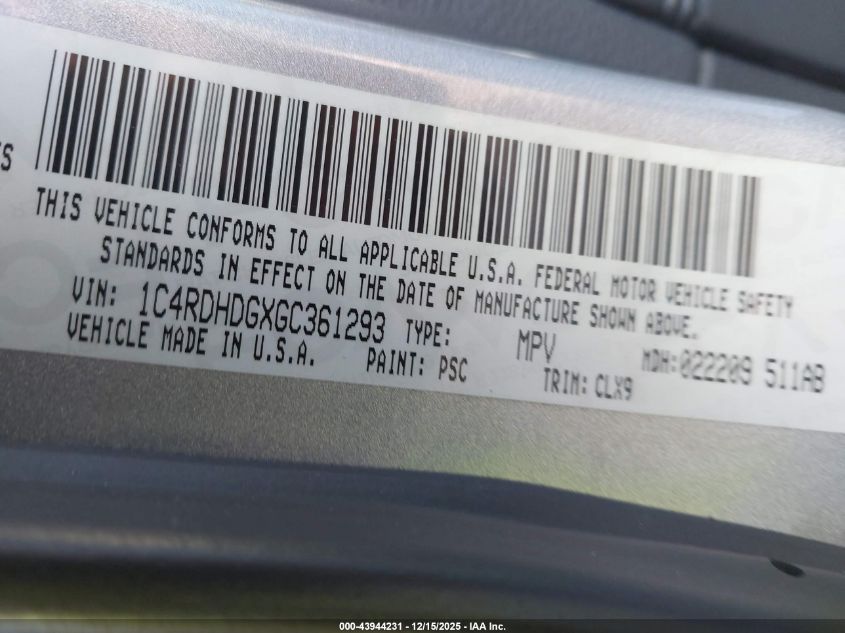 THIS VEHICLE CONFORMS TO ALL APPLICABLE U.S.A. FEDERAL MOTOR VEHICLE SAFETY
STANDARDS IN EFFECT ON THE DATE OF MANUFACTURE SHOWN ABOVE.
VIN: 1C4RDHDGXGC361293 TYPE: MPV MDH:022209 511AB
VEHICLE MADE IN U.S.A. PAINT: PSC TRIM: CLX9
000-43944231 - 12/15/2025 - IAA Inc.